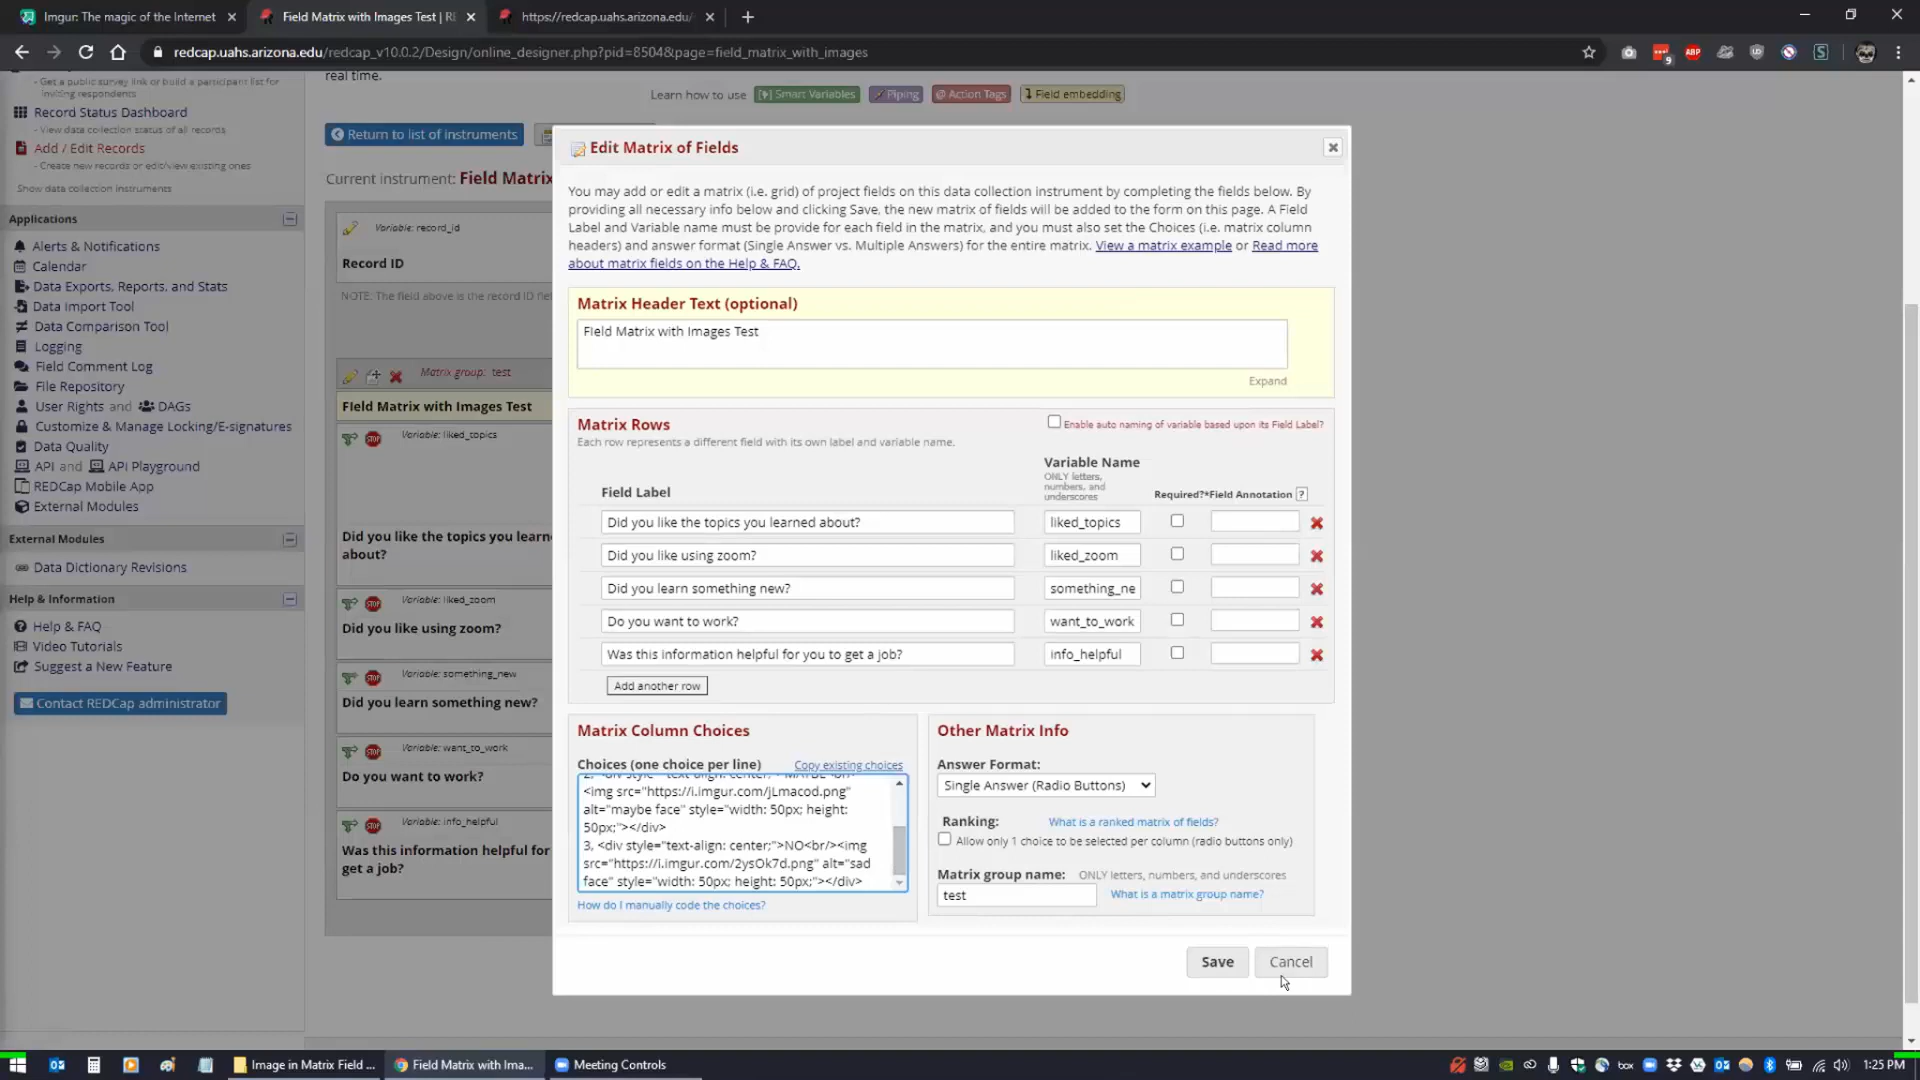 Imgur: The magic of the Internet
Field Matrix with Images Test | RE
https://redcap.uahs.arizona.edu/
redcap.uahs.arizona.edu/redcap_v10.0.2/Design/online_designer.php?pid=8504&page=field_matrix_with_images
- Get a public survey link or build a participant list for
inviting respondents
Record Status Dashboard
- View data collection status of all records
Add / Edit Records
- Create new records or edit/view existing ones
Show data collection instruments
Applications
Alerts & Notifications
Calendar
Data Exports, Reports, and Stats
Data Import Tool
Data Comparison Tool
Logging
Field Comment Log
File Repository
User Rights and DAGs
Customize & Manage Locking/E-signatures
Data Quality
API and API Playground
REDCap Mobile App
External Modules
External Modules
Data Dictionary Revisions
Help & Information
Help & FAQ
Video Tutorials
Suggest a New Feature
Contact REDCap administrator
real time.
Learn how to use [*] Smart Variables Piping @ Action Tags Field embedding
Return to list of instruments
Current instrument: Field Matrix
Variable: record_id
Record ID
NOTE: The field above is the record ID fiel
Matrix group: test
FIeld Matrix with Images Test
STOP Variable: liked_topics
Did you like the topics you learn
about?
STOP Variable: liked_zoom
Did you like using zoom?
STOP Variable: something_new
Did you learn something new?
STOP Variable: want_to_work
Do you want to work?
STOP Variable: info_helpful
Was this information helpful for
get a job?
Edit Matrix of Fields
You may add or edit a matrix (i.e. grid) of project fields on this data collection instrument by completing the fields below. By
providing all necessary info below and clicking Save, the new matrix of fields will be added to the form on this page. A Field
Label and Variable name must be provide for each field in the matrix, and you must also set the Choices (i.e. matrix column
headers) and answer format (Single Answer vs. Multiple Answers) for the entire matrix. View a matrix example or Read more
about matrix fields on the Help & FAQ.
Matrix Header Text (optional)
FIeld Matrix with Images Test
Expand
Matrix Rows
Enable auto naming of variable based upon its Field Label?
Each row represents a different field with its own label and variable name.
Field Label
Variable Name
ONLY letters,
numbers, and
underscores
Required?* Field Annotation ?
Did you like the topics you learned about? liked_topics
Did you like using zoom? liked_zoom
Did you learn something new? something_ne
Do you want to work? want_to_work
Was this information helpful for you to get a job? info_helpful
Add another row
Matrix Column Choices
Choices (one choice per line) Copy existing choices
2, <div style="text-align: center;">MAYBE<br/>
<img src="https://i.imgur.com/jLmacod.png"
alt="maybe face" style="width: 50px; height:
50px;"></div>
3, <div style="text-align: center;">NO<br/><img
src="https://i.imgur.com/2ysOk7d.png" alt="sad
face" style="width: 50px; height: 50px;"></div>
How do I manually code the choices?
Other Matrix Info
Answer Format:
Single Answer (Radio Buttons)
Ranking: What is a ranked matrix of fields?
Allow only 1 choice to be selected per column (radio buttons only)
Matrix group name: ONLY letters, numbers, and underscores
test
What is a matrix group name?
Save
Cancel
Image in Matrix Field ...
Field Matrix with Ima...
Meeting Controls
box
1:25 PM
9
ABP